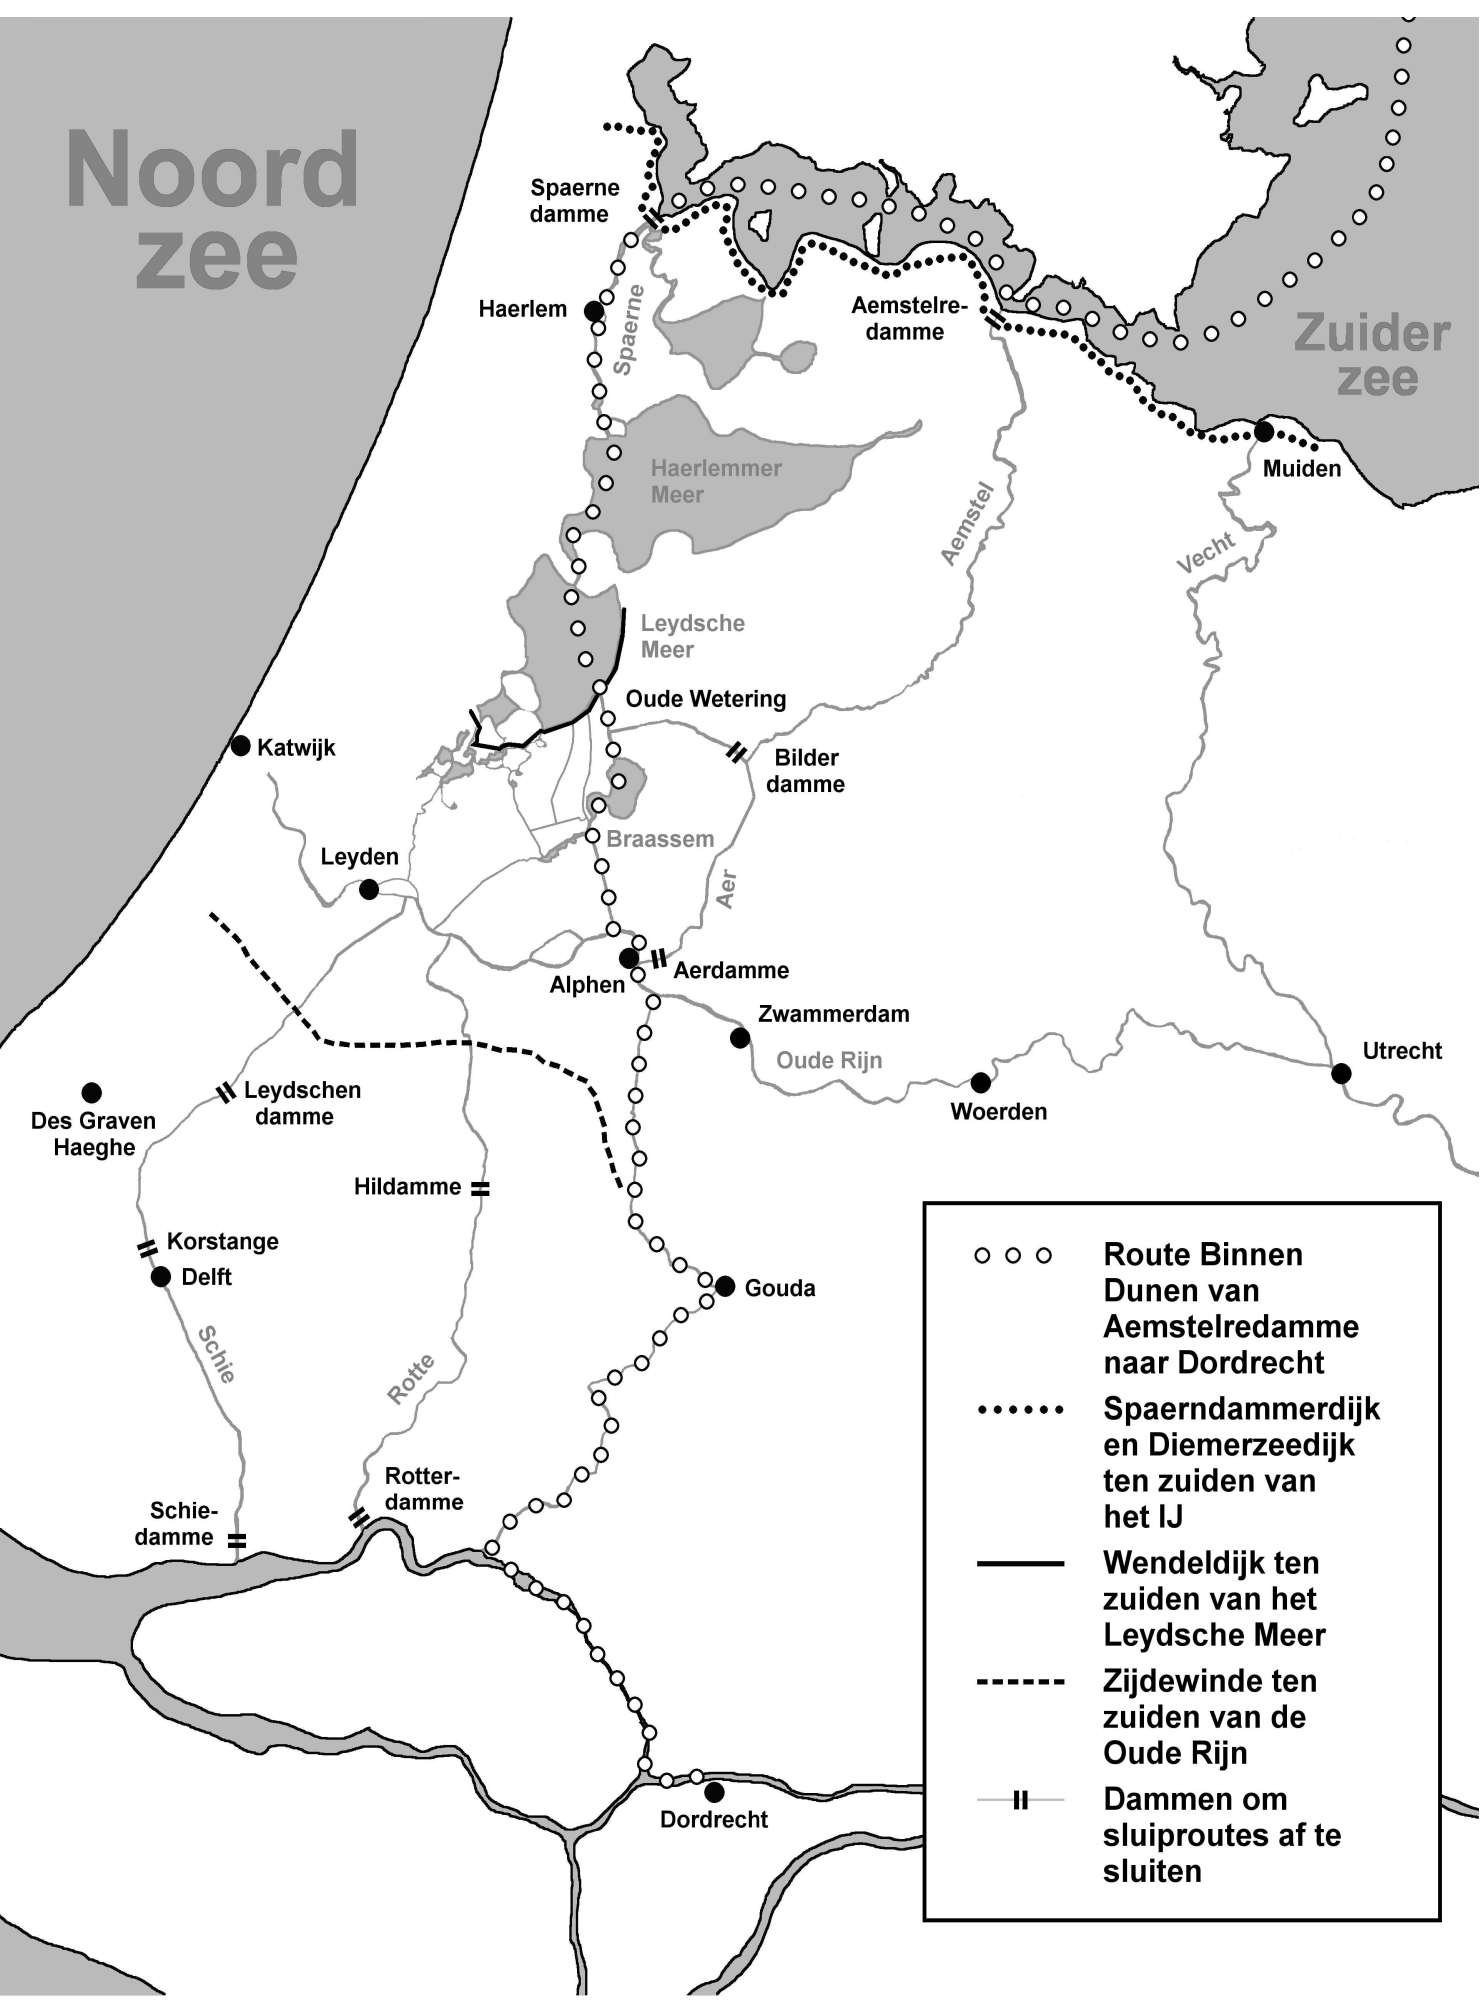 Noord
zee
Spaerne
damme
Haerlem
Spaerne
Aemstelre-
damme
Zuider
zee
Muiden
Haerlemmer
Meer
Aemstel
Vecht
Leydsche
Meer
Oude Wetering
Katwijk
Bilder
damme
Braassem
Leyden
Aer
Alphen
Aerdamme
Zwammerdam
Oude Rijn
Utrecht
Woerden
Des Graven
Haeghe
Leydschen
damme
Hildamme
Korstange
Delft
Gouda
Schie
Rotte
Rotter-
damme
Schie-
damme
Dordrecht
Route Binnen
Dunen van
Aemstelredamme
naar Dordrecht
Spaerndammerdijk
en Diemerzeedijk
ten zuiden van
het IJ
Wendeldijk ten
zuiden van het
Leydsche Meer
Zijdewinde ten
zuiden van de
Oude Rijn
Dammen om
sluiproutes af te
sluiten